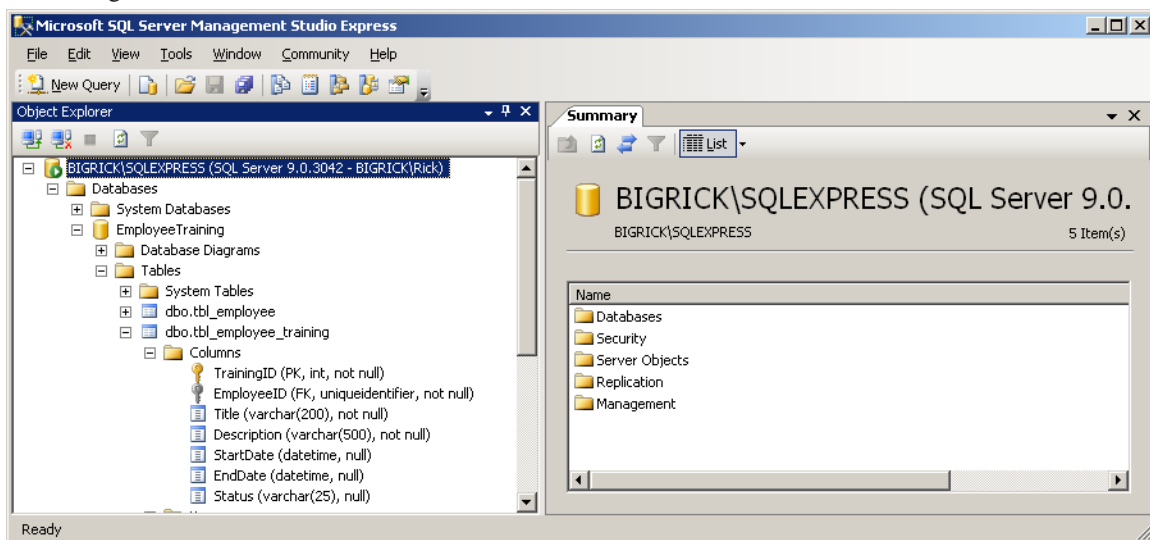 Microsoft SQL Server Management Studio Express
File Edit View Tools Window Community Help
New Query
Object Explorer
BIGRICK\SQLEXPRESS (SQL Server 9.0.3042 - BIGRICK\Rick)
Databases
System Databases
EmployeeTraining
Database Diagrams
Tables
System Tables
dbo.tbl_employee
dbo.tbl_employee_training
Columns
TrainingID (PK, int, not null)
EmployeeID (FK, uniqueidentifier, not null)
Title (varchar(200), not null)
Description (varchar(500), not null)
StartDate (datetime, null)
EndDate (datetime, null)
Status (varchar(25), null)
Summary
List
BIGRICK\SQLEXPRESS (SQL Server 9.0.
BIGRICK\SQLEXPRESS 5 Item(s)
Name
Databases
Security
Server Objects
Replication
Management
Ready